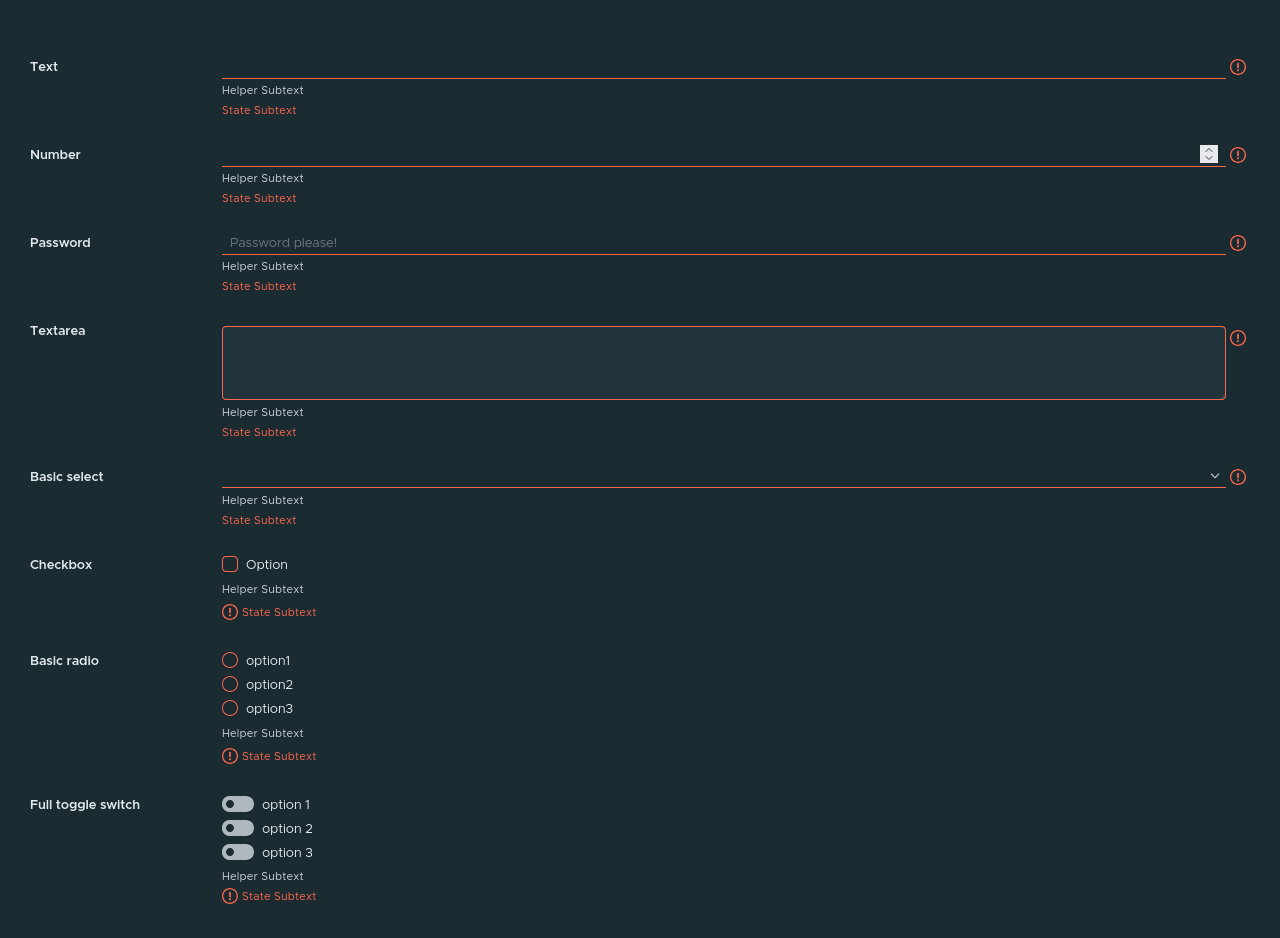 Text
Helper Subtext
State Subtext
Number
Helper Subtext
State Subtext
Password
Password please!
Helper Subtext
State Subtext
Textarea
Helper Subtext
State Subtext
Basic select
Helper Subtext
State Subtext
Checkbox
Option
Helper Subtext
State Subtext
Basic radio
option1
option2
option3
Helper Subtext
State Subtext
Full toggle switch
option 1
option 2
option 3
Helper Subtext
State Subtext